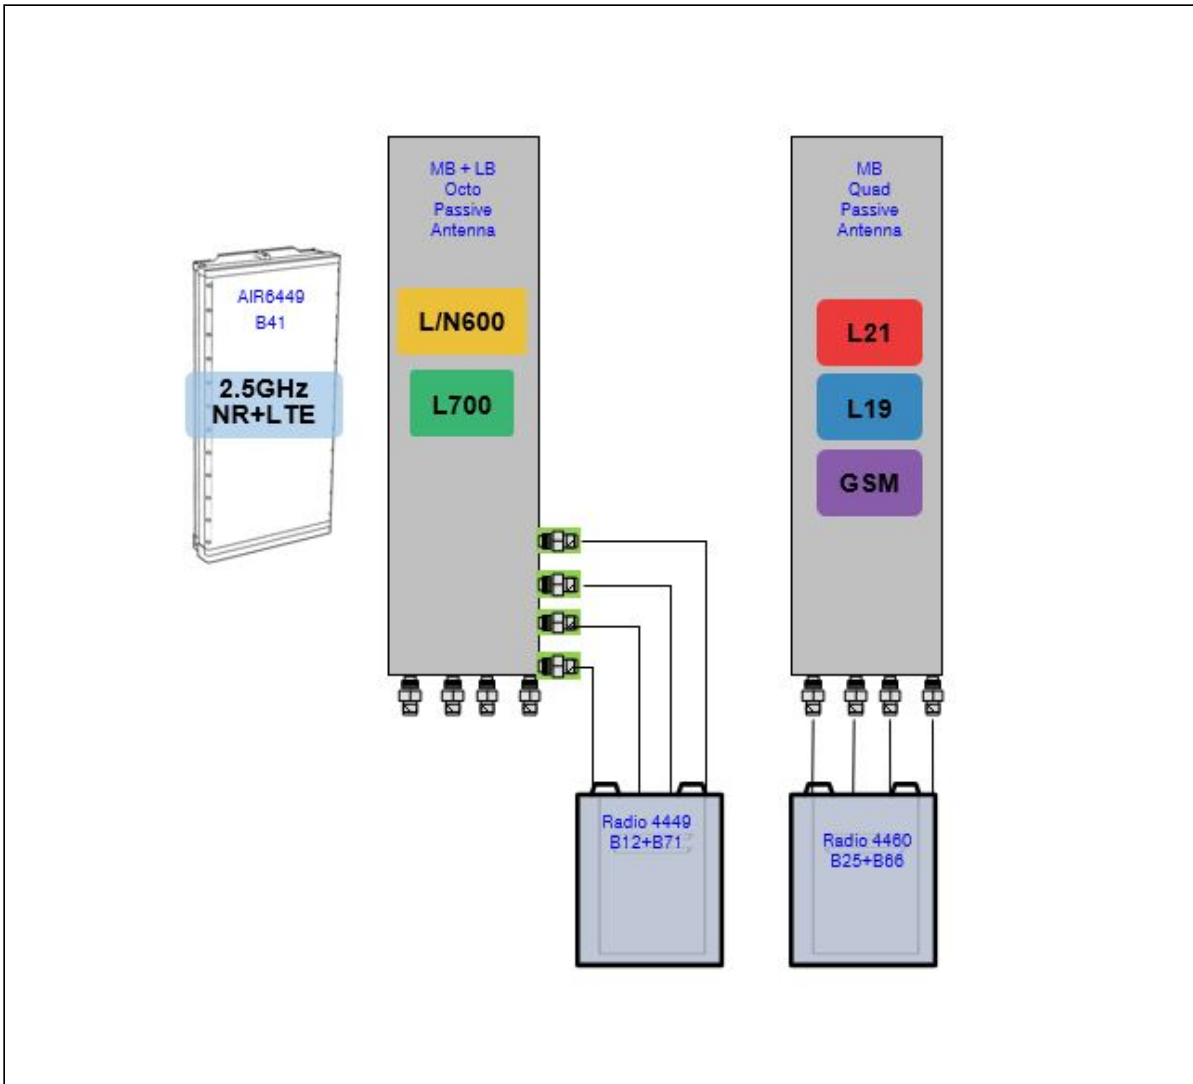 MB + LB
Octo
Passive
Antenna
MB
Quad
Passive
Antenna
AIR6449
B41
2.5GHz
NR+LTE
L/N600
L700
L21
L19
GSM
Radio 4449
B12+B71
Radio 4460
B25+B66